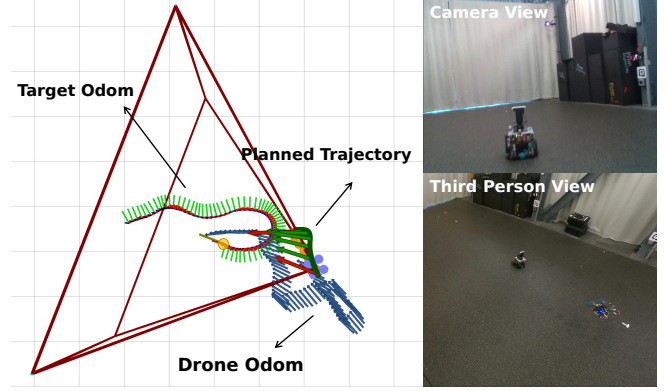 Target Odom
Planned Trajectory
Drone Odom
Camera View
Third Person View